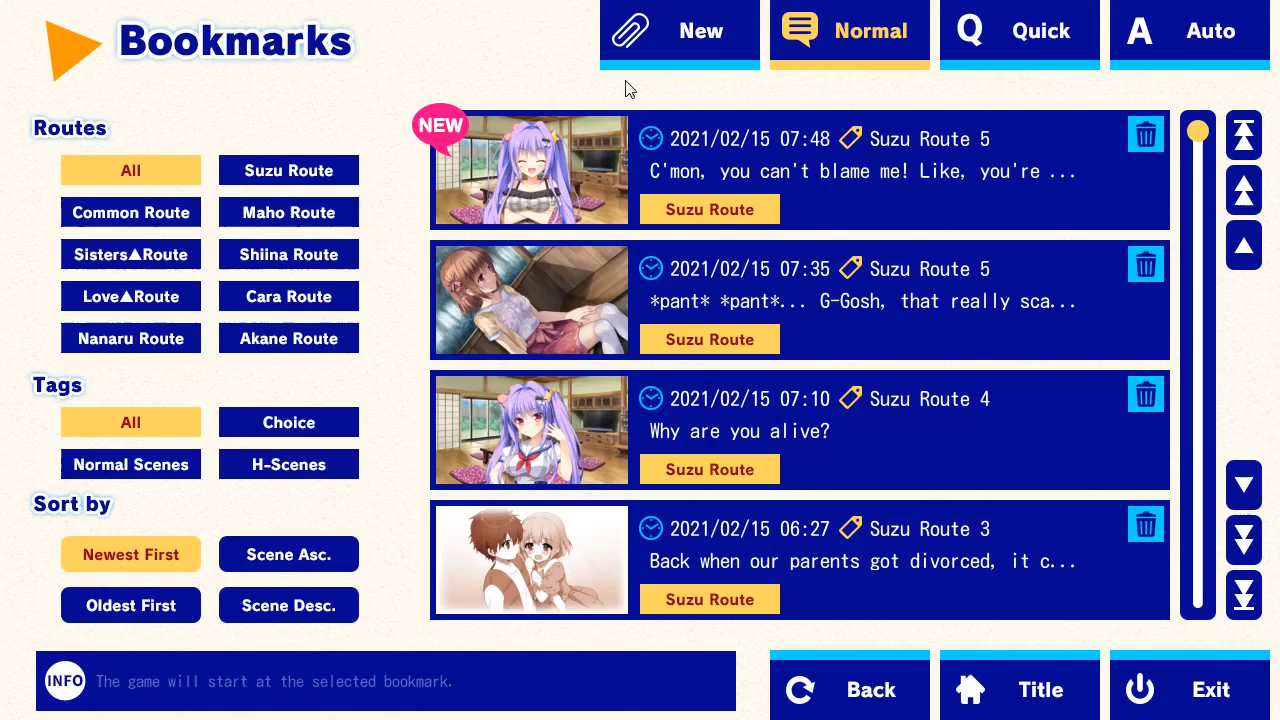 Bookmarks
New
Normal
Q Quick
A Auto
Routes
All
Suzu Route
Common Route
Maho Route
Sisters▲Route
Shiina Route
Love▲Route
Cara Route
Nanaru Route
Akane Route
Tags
All
Choice
Normal Scenes
H-Scenes
Sort by
Newest First
Scene Asc.
Oldest First
Scene Desc.
NEW
2021/02/15 07:48 Suzu Route 5
C'mon, you can't blame me! Like, you're ...
Suzu Route
2021/02/15 07:35 Suzu Route 5
*pant* *pant*... G-Gosh, that really sca...
Suzu Route
2021/02/15 07:10 Suzu Route 4
Why are you alive?
Suzu Route
2021/02/15 06:27 Suzu Route 3
Back when our parents got divorced, it c...
Suzu Route
INFO The game will start at the selected bookmark.
Back
Title
Exit